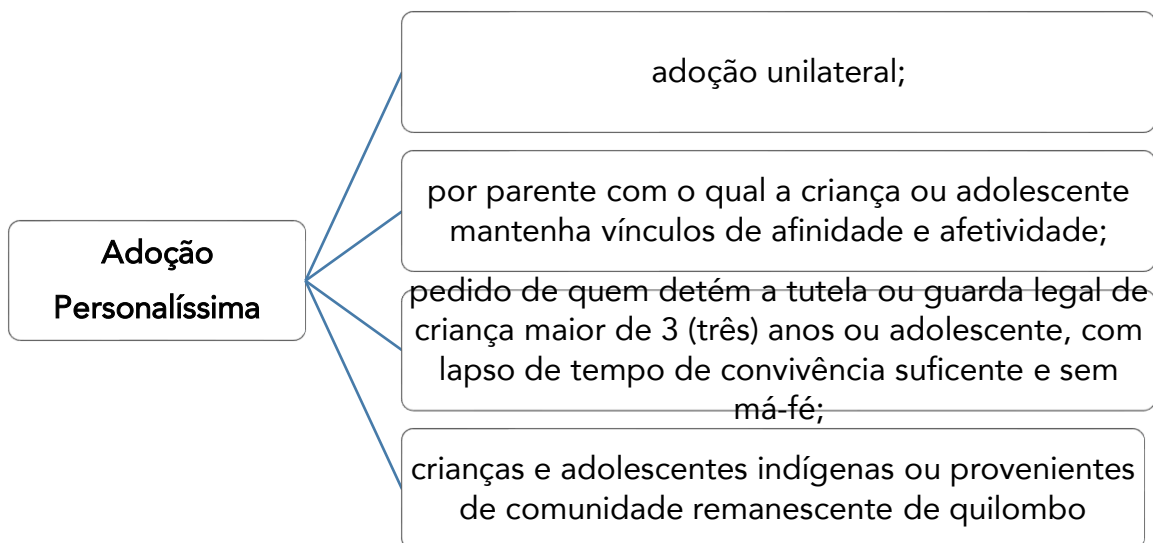 adoção unilateral;
por parente com o qual a criança ou adolescente
mantenha vínculos de afinidade e afetividade;
Adoção
Personalíssima
pedido de quem detém a tutela ou guarda legal de
criança maior de 3 (três) anos ou adolescente, com
lapso de tempo de convivência suficente e sem
má-fé;
crianças e adolescentes indígenas ou provenientes
de comunidade remanescente de quilombo